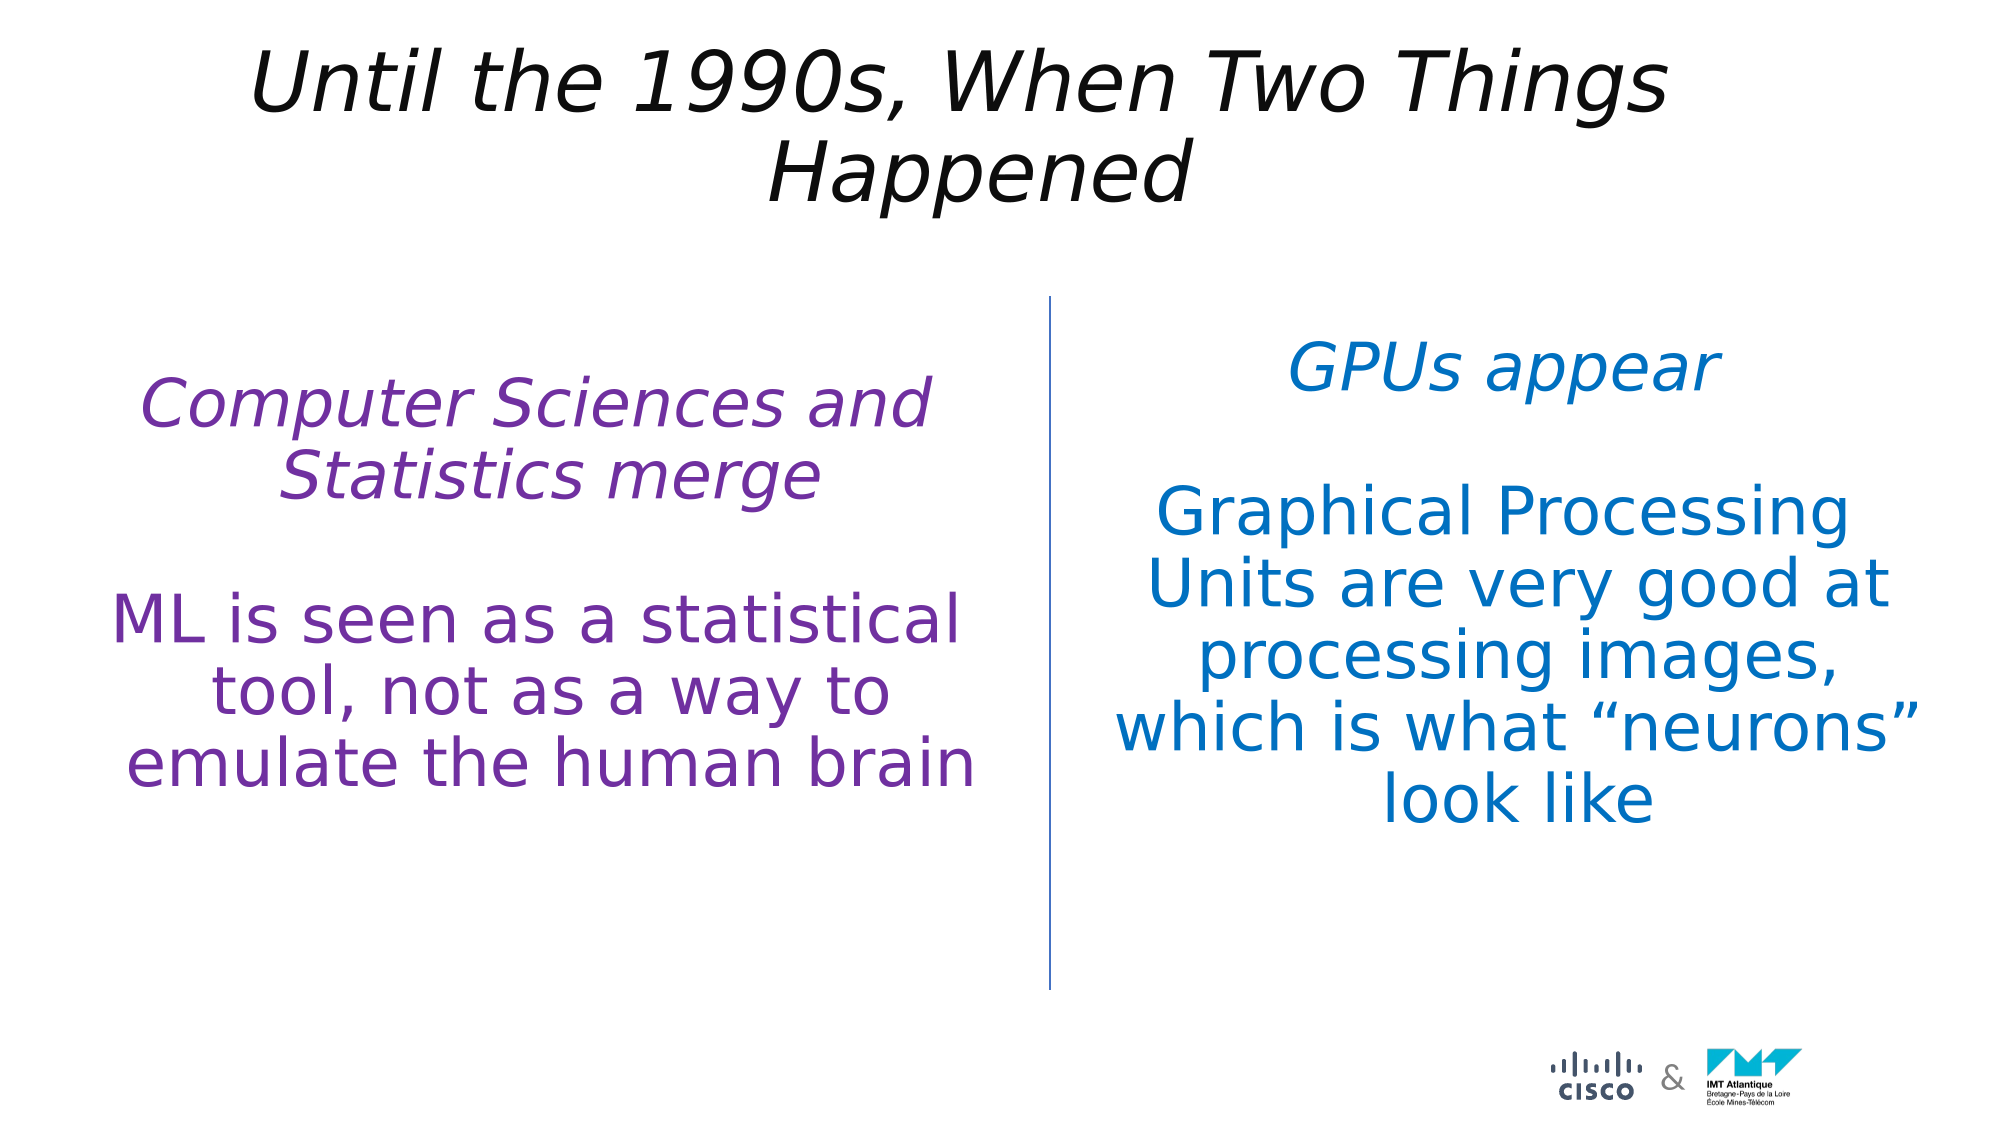 Until the 1990s, When Two Things
Happened
Computer Sciences and
Statistics merge
ML is seen as a statistical
tool, not as a way to
emulate the human brain
GPUs appear
Graphical Processing
Units are very good at
processing images,
which is what “neurons”
look like
CISCO
&
IMT Atlantique
Bretagne-Pays de la Loire
École Mines-Télécom